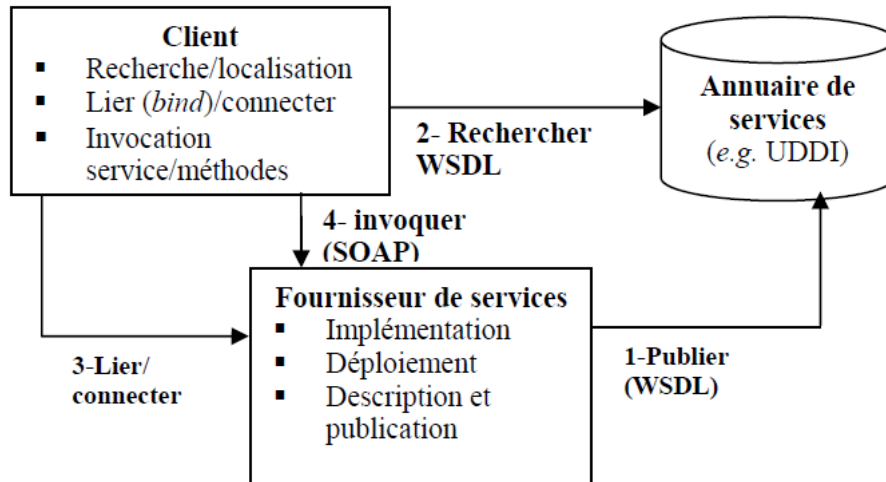 Client
▪ Recherche/localisation
▪ Lier (bind)/connecter
▪ Invocation
service/méthodes
2- Rechercher
WSDL
Annuaire de
services
(e.g. UDDI)
4- invoquer
(SOAP)
Fournisseur de services
▪ Implémentation
▪ Déploiement
▪ Description et
publication
3-Lier/
connecter
1-Publier
(WSDL)